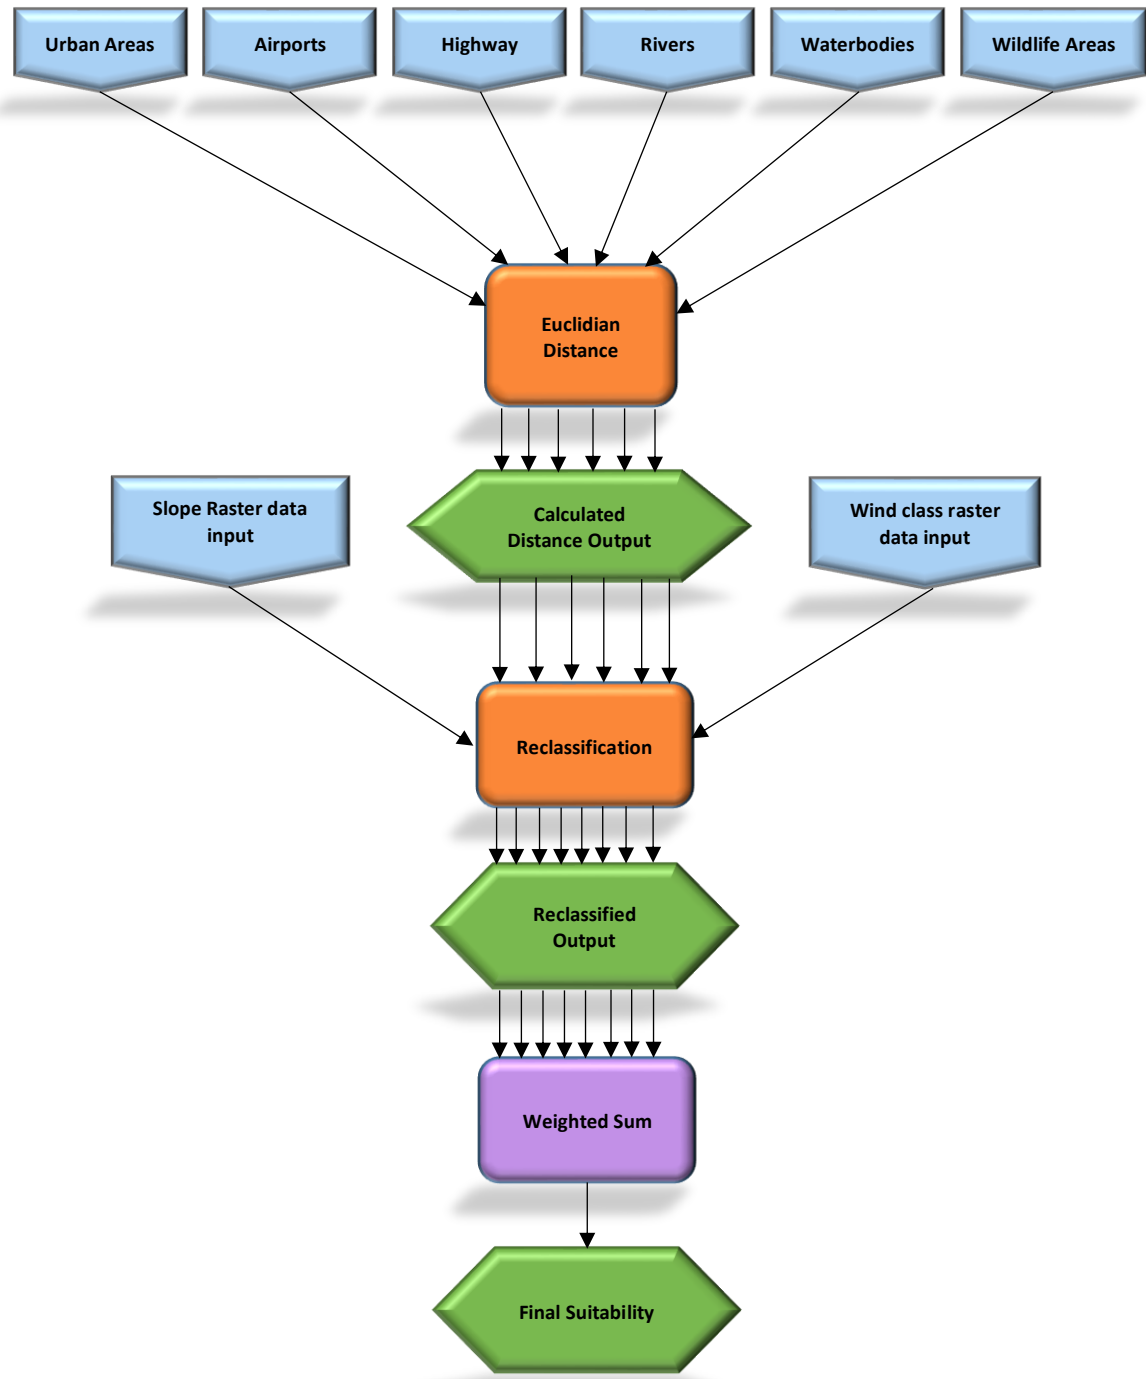 Urban Areas
Airports
Highway
Rivers
Waterbodies
Wildlife Areas
Euclidian
Distance
Slope Raster data
input
Calculated
Distance Output
Wind class raster
data input
Reclassification
Reclassified
Output
Weighted Sum
Final Suitability